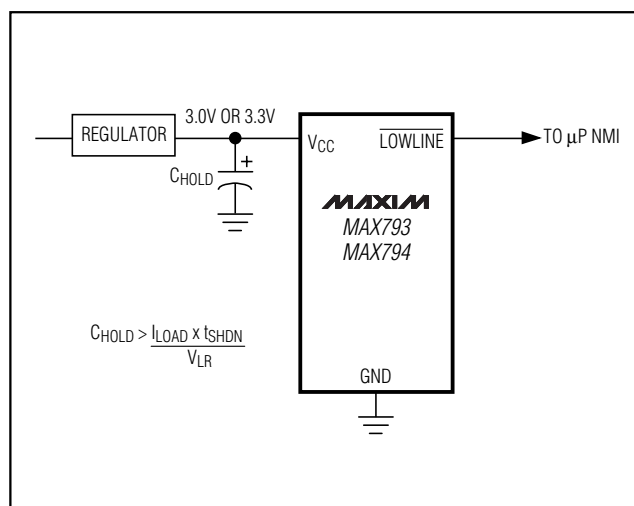 3.0V OR 3.3V
REGULATOR
VCC
LOWLINE
TO µP NMI
+
CHOLD
MAXIM
MAX793
MAX794
CHOLD > ILOAD x tSHDN
VLR
GND